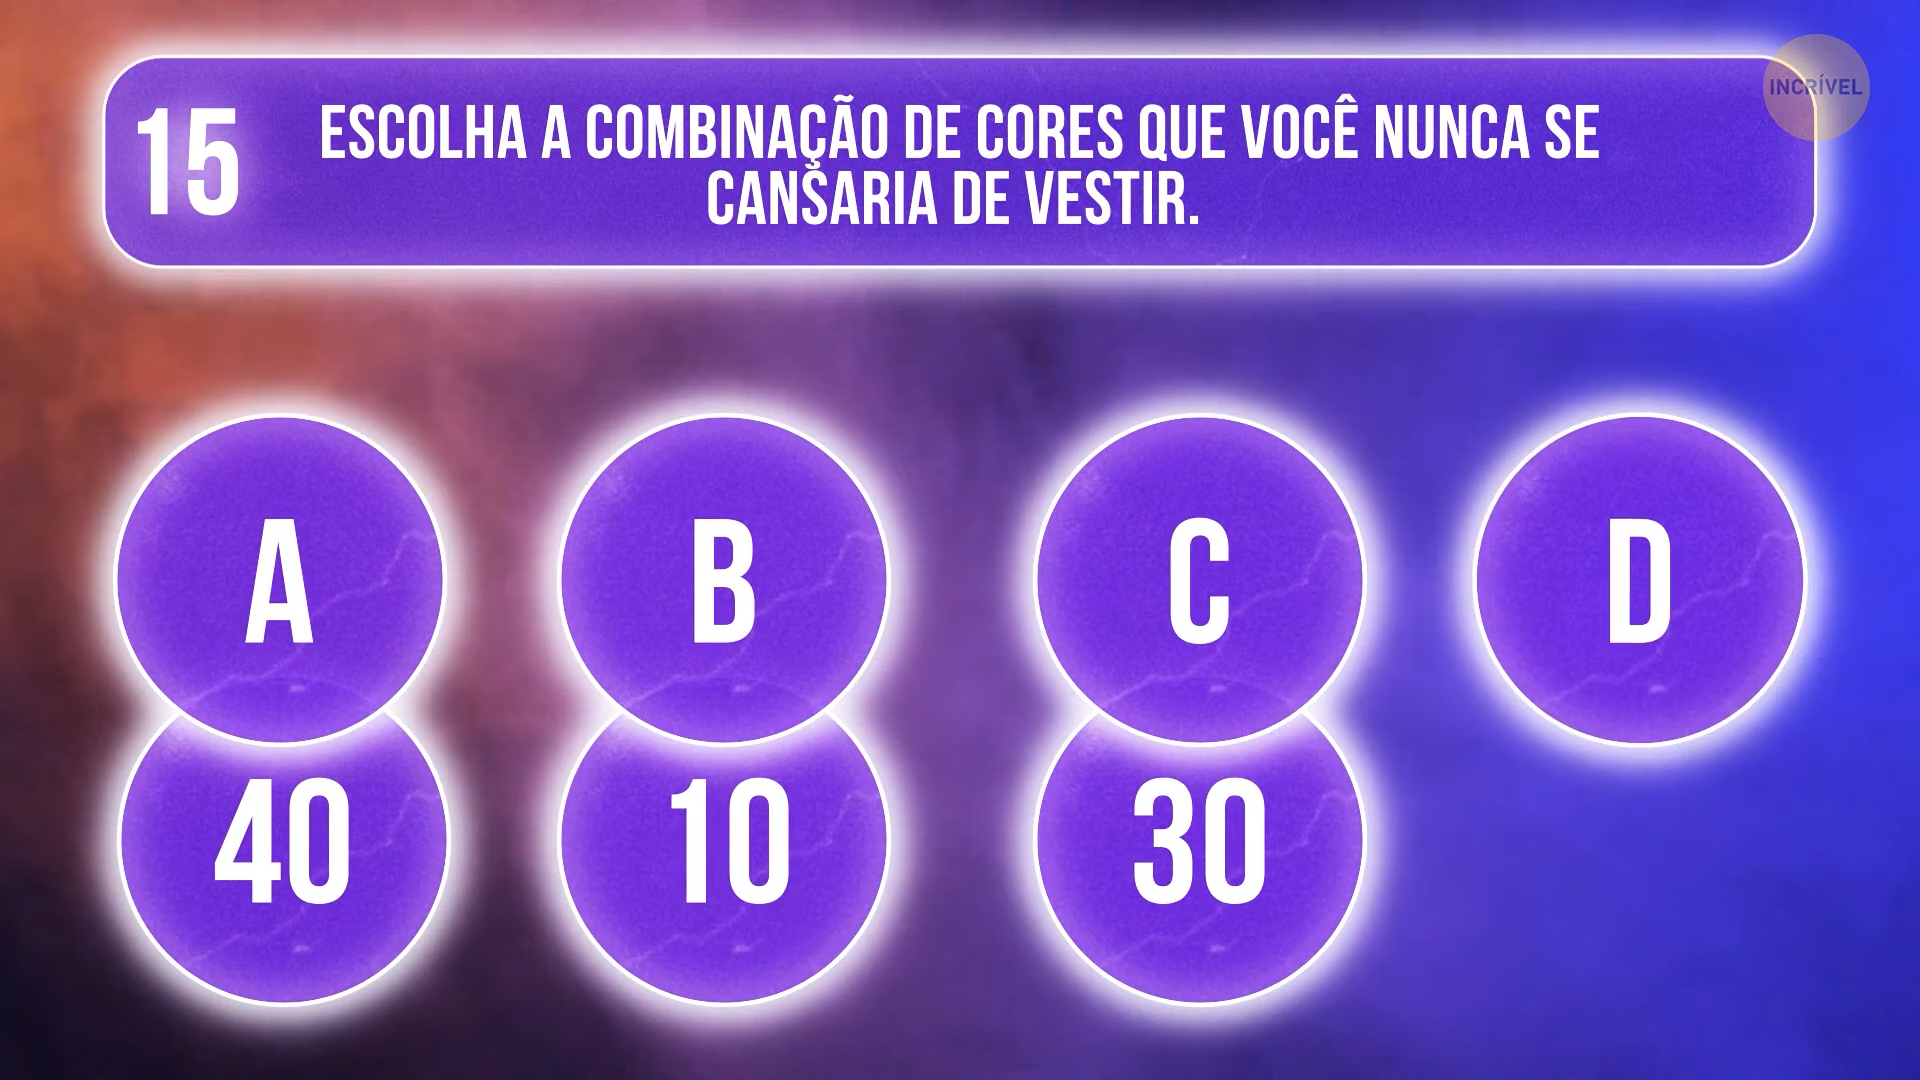 INCRÍVEL
15
ESCOLHA A COMBINAÇÃO DE CORES QUE VOCÊ NUNCA SE
CANSARIA DE VESTIR.
A
B
C
D
40
10
30